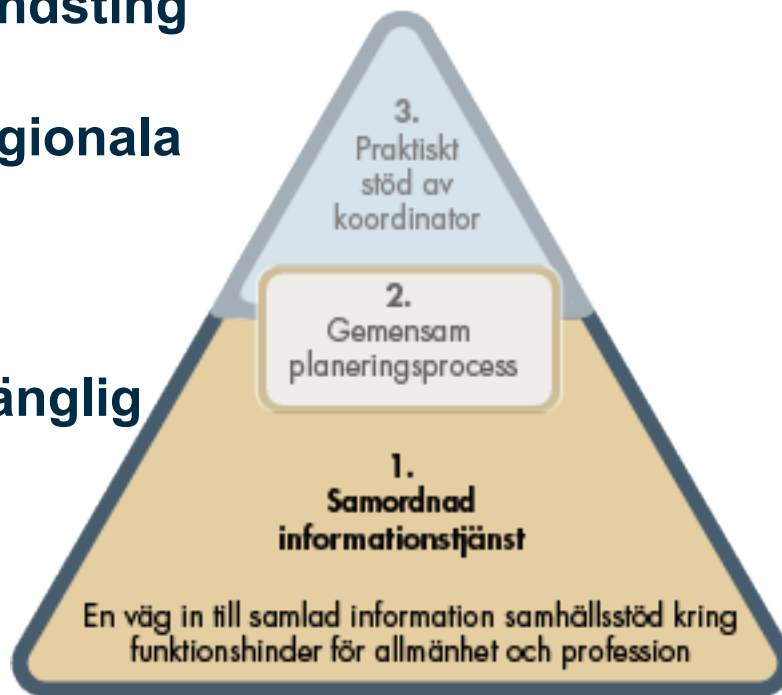 ndsting
gionala
änglig
3.
Praktiskt
stöd av
koordinator
2.
Gemensam
planeringsprocess
1.
Samordnad
informationstjänst
En väg in till samlad information samhällsstöd kring
funktionshinder för allmänhet och profession